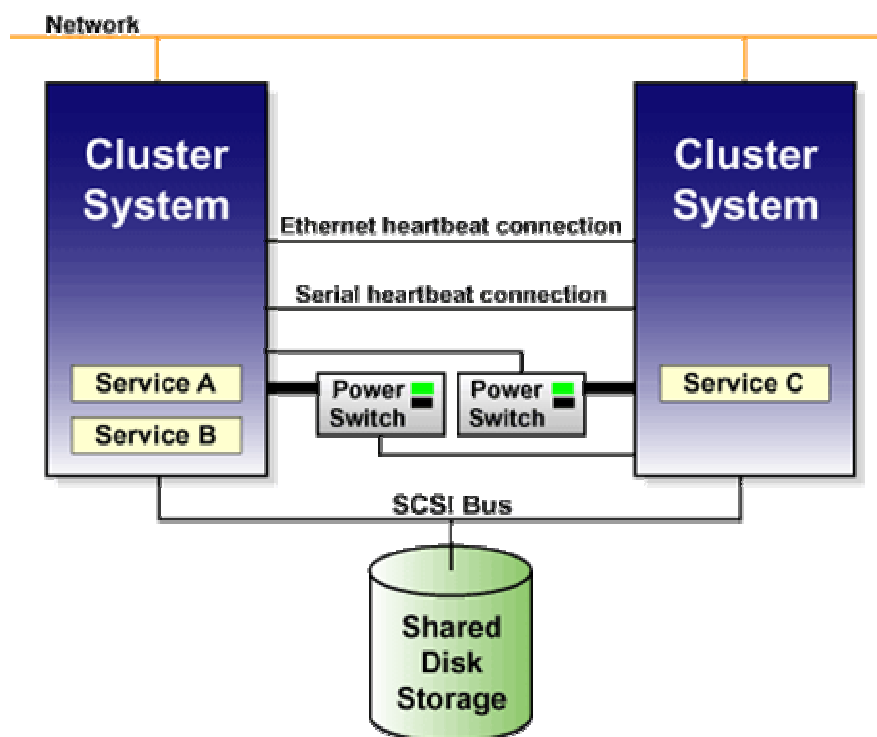 Network
Cluster
System
Cluster
System
Ethernet heartbeat connection
Serial heartbeat connection
Service A
Service B
Power
Switch
Power
Switch
Service C
SCSI Bus
Shared
Disk
Storage